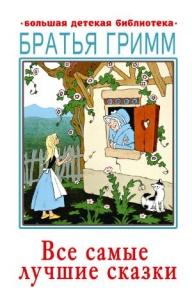 •большая детская библиотека•
БРАТЬЯ ГРИММ
Все самые
лучшие сказки